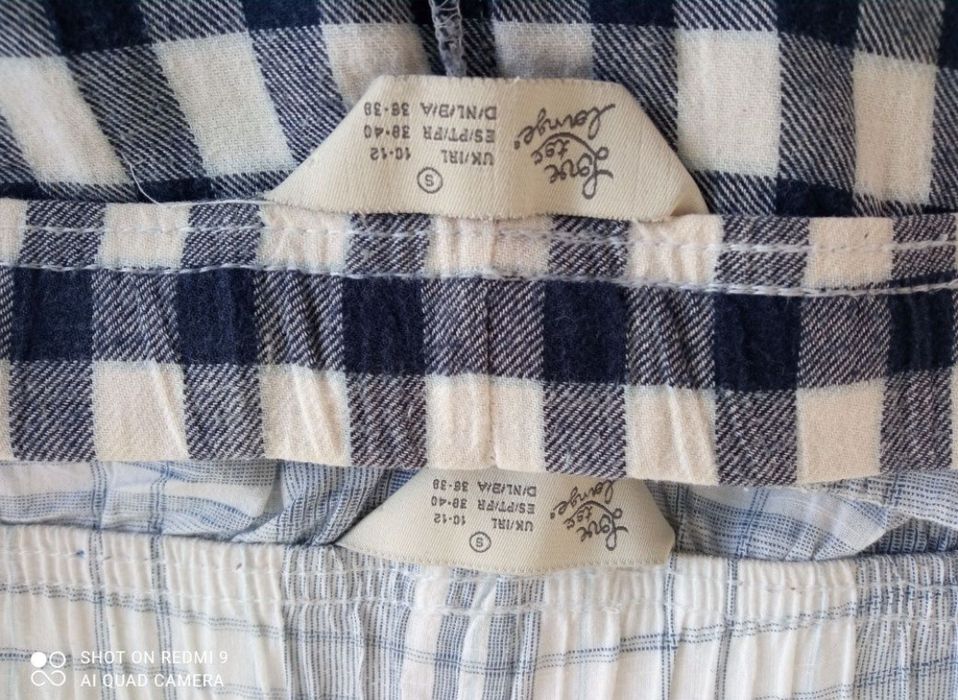 Love
to
Lounge
S
UK/IRL
10-12
ES/PT/FR 38-40
D/NL/B/A 36-38
Love
to
Lounge
S
UK/IRL
10-12
ES/PT/FR 38-40
D/NL/B/A 36-38
SHOT ON REDMI 9
AI QUAD CAMERA